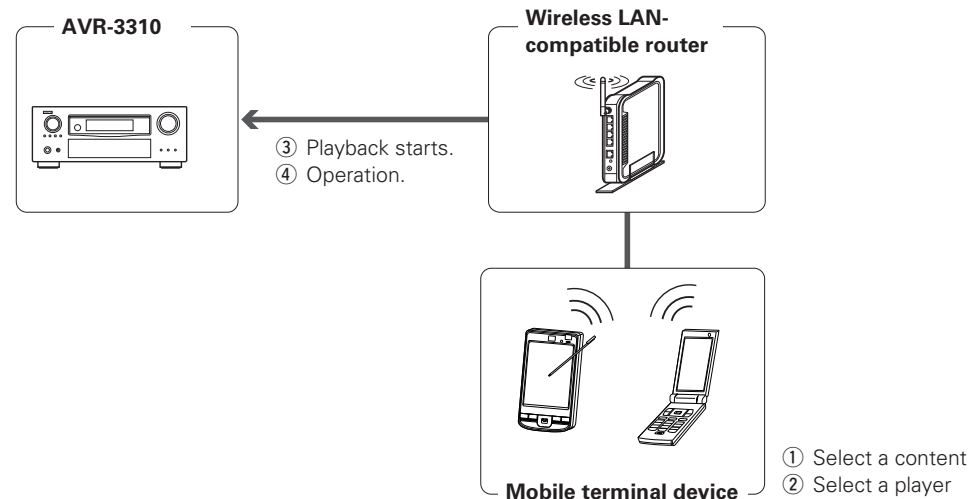 AVR-3310
Wireless LAN-
compatible router
③ Playback starts.
④ Operation.
Mobile terminal device
① Select a content
② Select a player